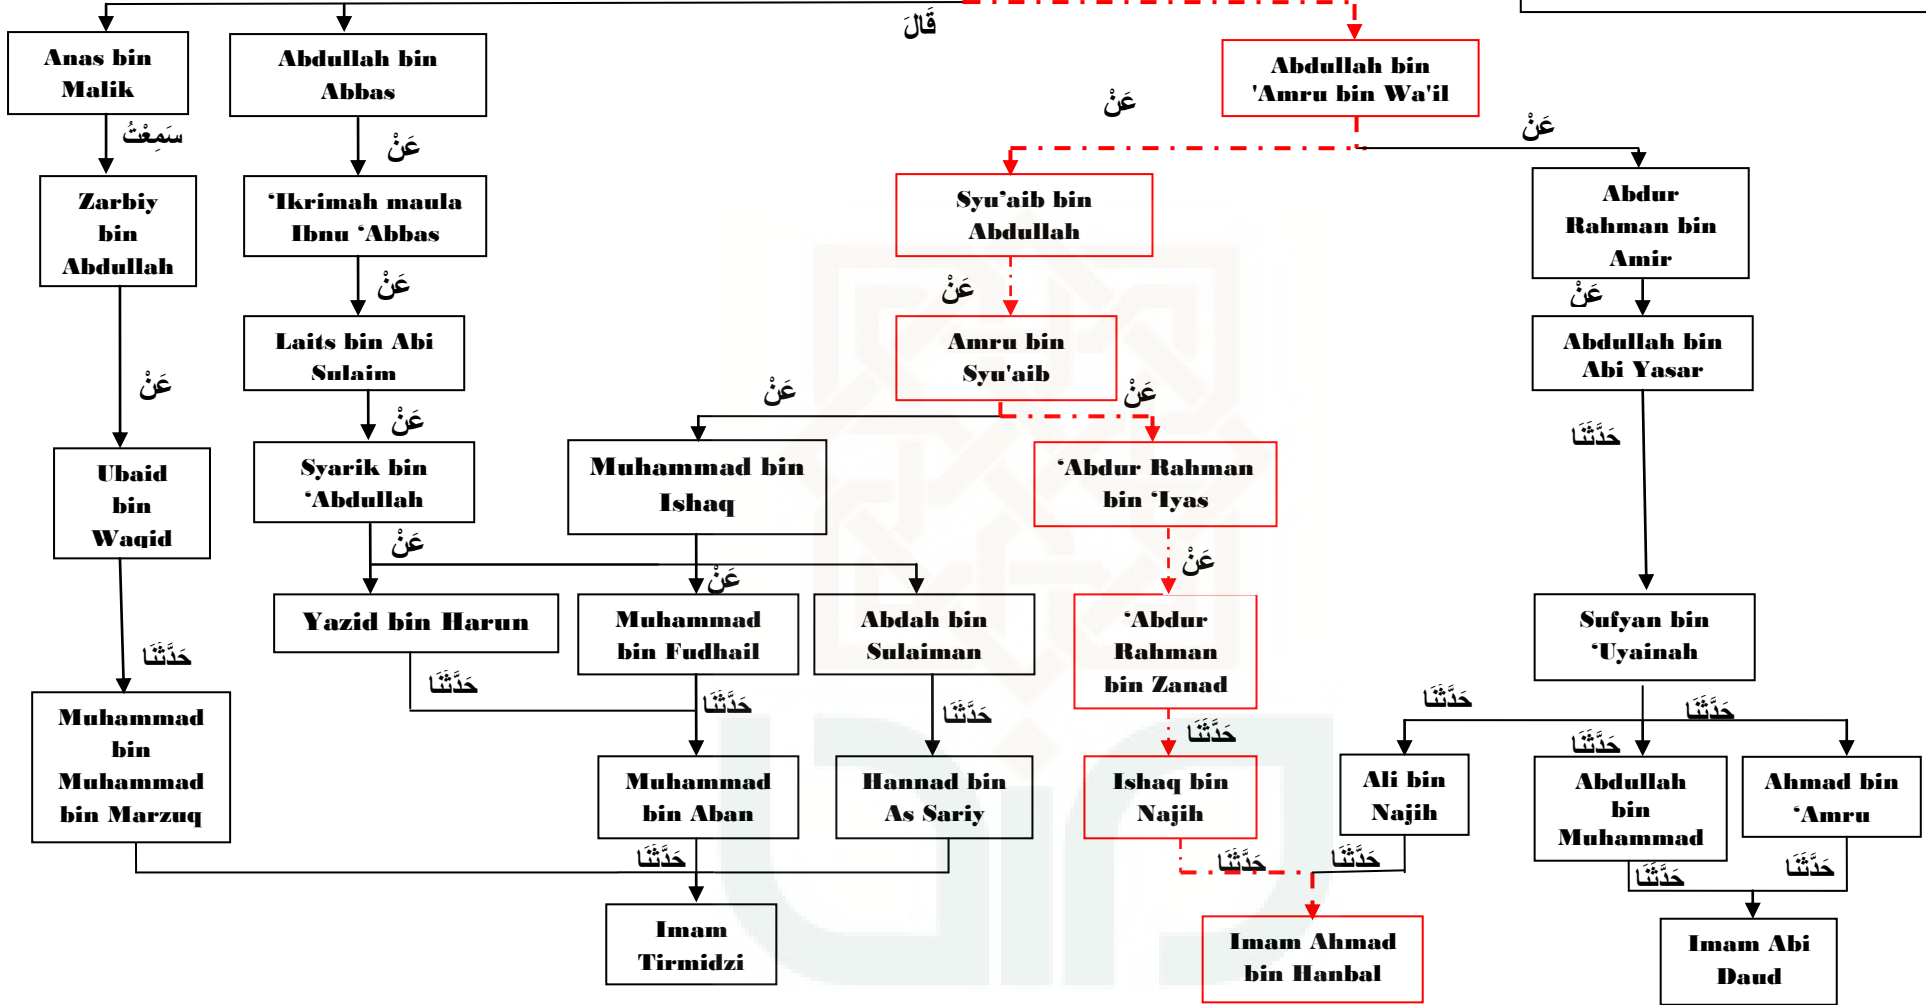 قَالَ
Anas bin
Malik
Abdullah bin
Abbas
Abdullah bin
'Amru bin Wa'il
سَمِعْتُ
عَنْ
عَنْ
عَنْ
Zarbiy
bin
Abdullah
‘Ikrimah maula
Ibnu ‘Abbas
Syu’aib bin
Abdullah
Abdur
Rahman bin
Amir
عَنْ
عَنْ
عَنْ
Laits bin Abi
Sulaim
Amru bin
Syu'aib
Abdullah bin
Abi Yasar
عَنْ
عَنْ
عَنْ
عَنْ
حَدَّثَنَا
Ubaid
bin
Waqid
Syarik bin
‘Abdullah
Muhammad bin
Ishaq
‘Abdur Rahman
bin ‘Iyas
عَنْ
عَنْ
عَنْ
Yazid bin Harun
Muhammad
bin Fudhail
Abdah bin
Sulaiman
‘Abdur
Rahman
bin Zanad
Sufyan bin
‘Uyainah
حَدَّثَنَا
حَدَّثَنَا
حَدَّثَنَا
حَدَّثَنَا
حَدَّثَنَا
حَدَّثَنَا
حَدَّثَنَا
حَدَّثَنَا
Muhammad
bin
Muhammad
bin Marzuq
Muhammad
bin Aban
Hannad bin
As Sariy
Ishaq bin
Najih
Ali bin
Najih
Abdullah
bin
Muhammad
Ahmad bin
‘Amru
حَدَّثَنَا
حَدَّثَنَا
حَدَّثَنَا
حَدَّثَنَا
حَدَّثَنَا
Imam
Tirmidzi
Imam Ahmad
bin Hanbal
Imam Abi
Daud